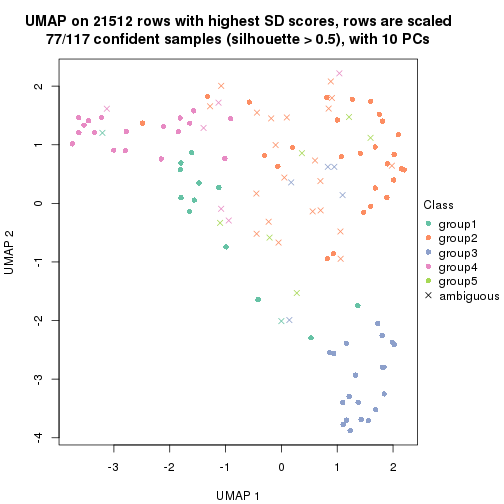 UMAP on 21512 rows with highest SD scores, rows are scaled
77/117 confident samples (silhouette > 0.5), with 10 PCs
2
1
0
-1
-2
-3
-4
UMAP 2
-3
-2
-1
0
1
2
UMAP 1
Class
group1
group2
group3
group4
group5
ambiguous